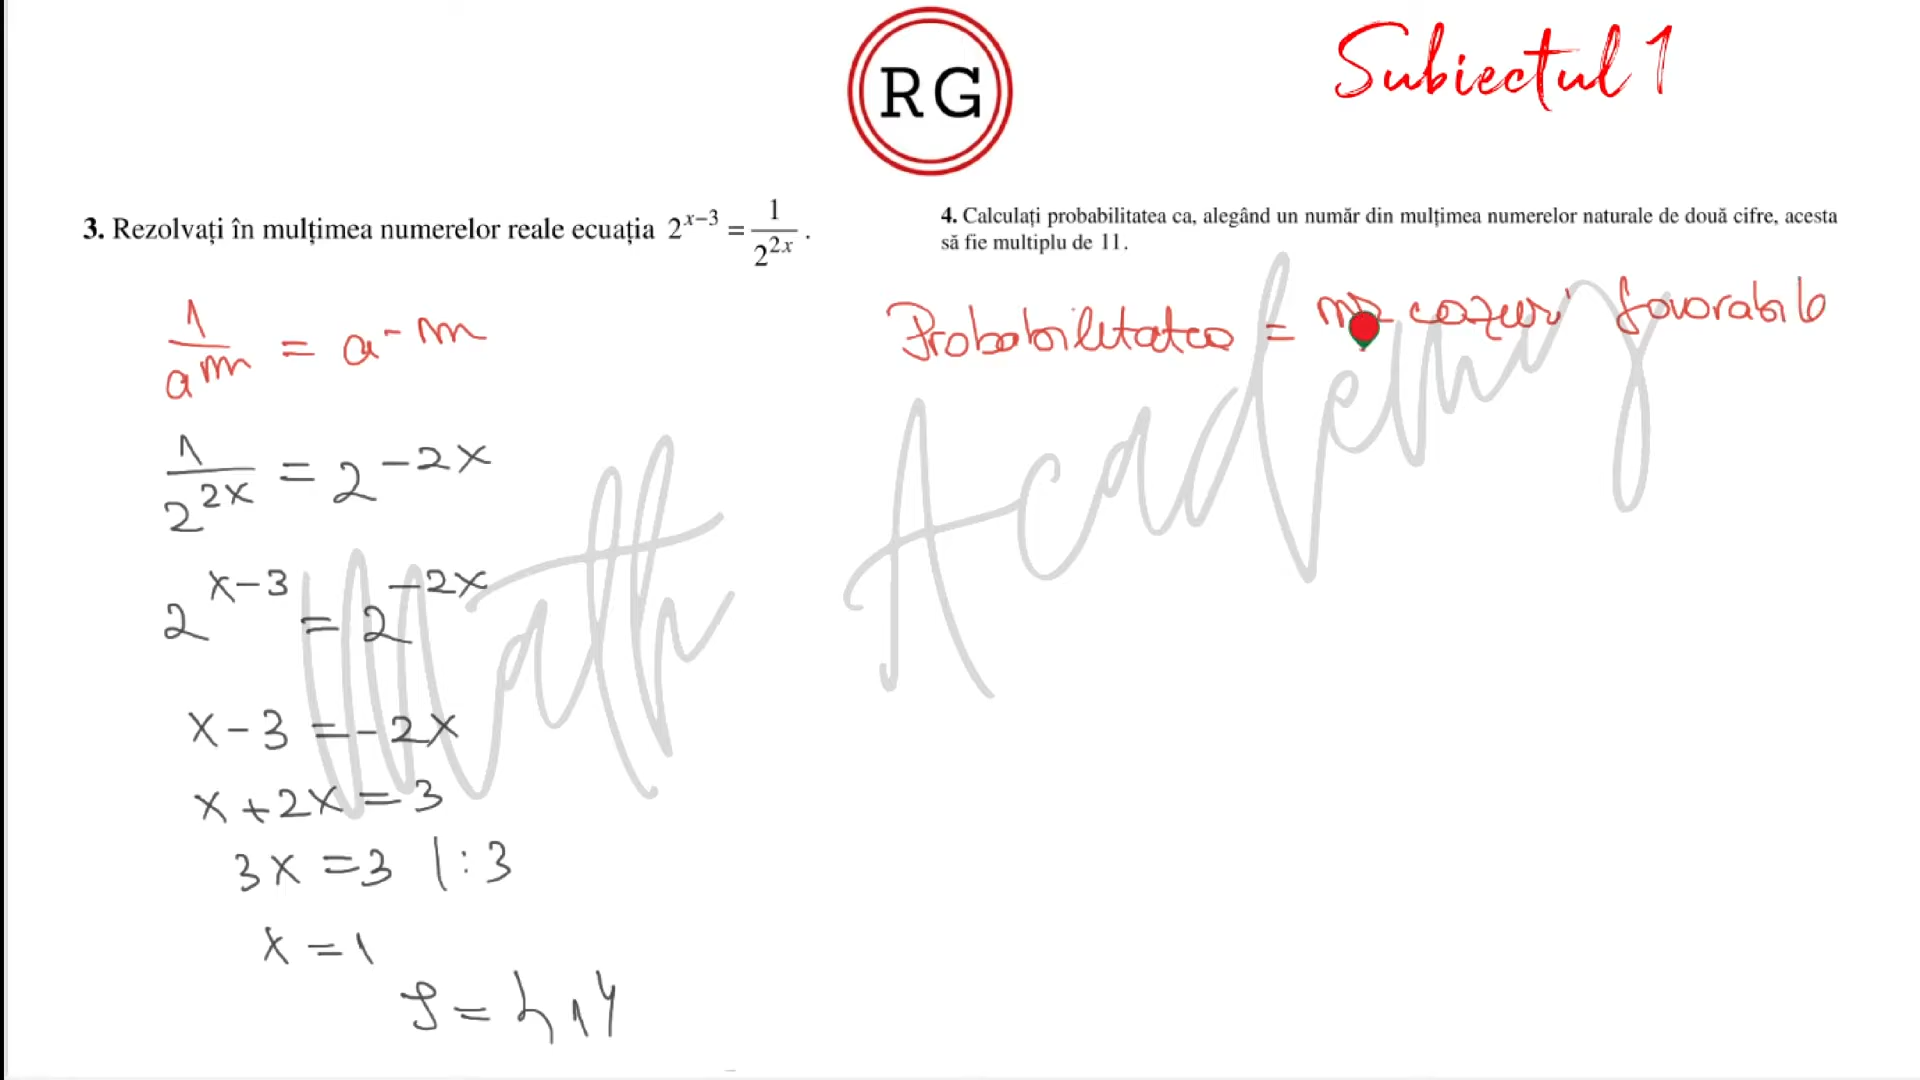 RG
Subiectul 1
3. Rezolvați în mulțimea numerelor reale ecuația 2^{x-3} = 1/2^{2x}.
1/a^m = a^{-m}
1/2^{2x} = 2^{-2x}
2^{x-3} = 2^{-2x}
x-3 = -2x
x+2x = 3
3x = 3 |:3
x = 1
S = {1}
4. Calculați probabilitatea ca, alegând un număr din mulțimea numerelor naturale de două cifre, acesta
să fie multiplu de 11.
Probabilitatea = cazuri favorabile
Math Academy